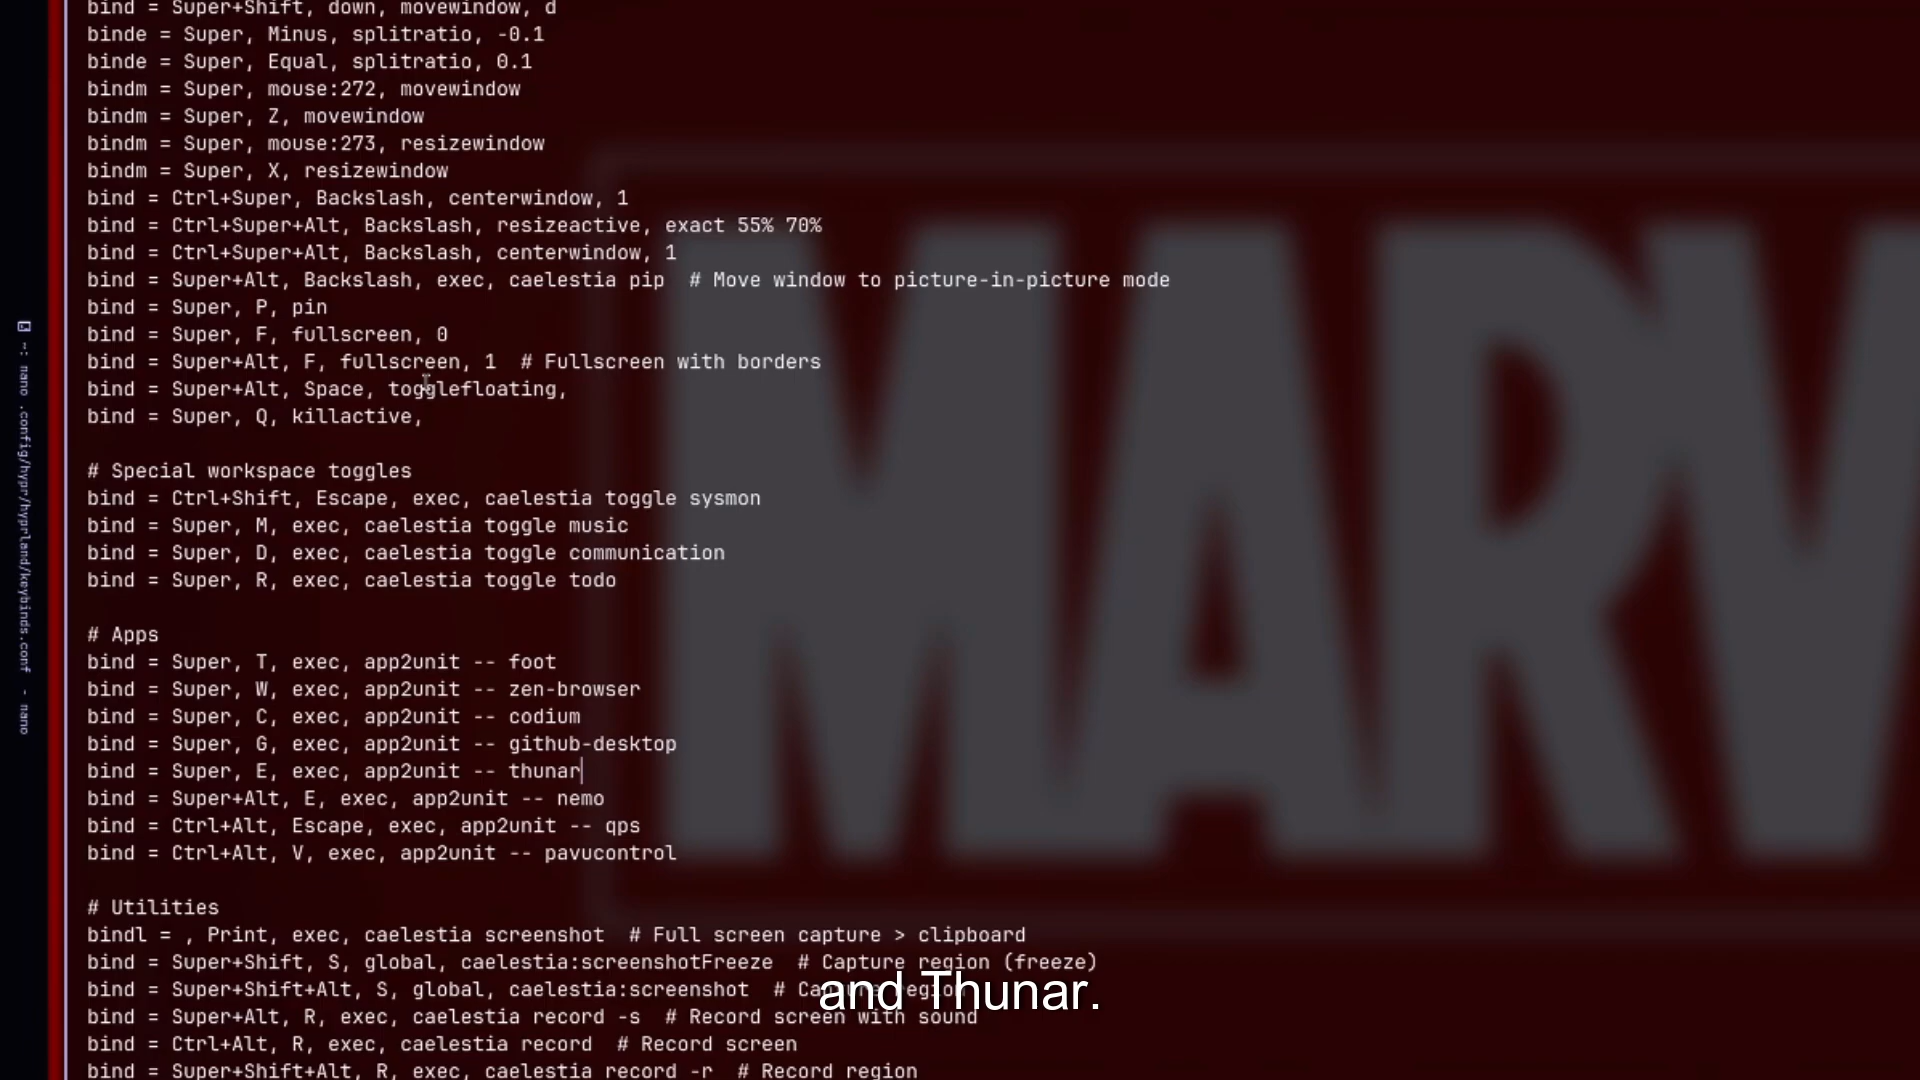 bind = Super+Shift, down, movewindow, d
binde = Super, Minus, splitratio, -0.1
binde = Super, Equal, splitratio, 0.1
bindm = Super, mouse:272, movewindow
bindm = Super, Z, movewindow
bindm = Super, mouse:273, resizewindow
bindm = Super, X, resizewindow
bind = Ctrl+Super, Backslash, centerwindow, 1
bind = Ctrl+Super+Alt, Backslash, resizeactive, exact 55% 70%
bind = Ctrl+Super+Alt, Backslash, centerwindow, 1
bind = Super+Alt, Backslash, exec, caelestia pip  # Move window to picture-in-picture mode
bind = Super, P, pin
bind = Super, F, fullscreen, 0
bind = Super+Alt, F, fullscreen, 1  # Fullscreen with borders
bind = Super+Alt, Space, togglefloating,
bind = Super, Q, killactive,
# Special workspace toggles
bind = Ctrl+Shift, Escape, exec, caelestia toggle sysmon
bind = Super, M, exec, caelestia toggle music
bind = Super, D, exec, caelestia toggle communication
bind = Super, R, exec, caelestia toggle todo
# Apps
bind = Super, T, exec, app2unit -- foot
bind = Super, W, exec, app2unit -- zen-browser
bind = Super, C, exec, app2unit -- codium
bind = Super, G, exec, app2unit -- github-desktop
bind = Super, E, exec, app2unit -- thunar
bind = Super+Alt, E, exec, app2unit -- nemo
bind = Ctrl+Alt, Escape, exec, app2unit -- qps
bind = Ctrl+Alt, V, exec, app2unit -- pavucontrol
# Utilities
bindl = , Print, exec, caelestia screenshot  # Full screen capture > clipboard
bind = Super+Shift, S, global, caelestia:screenshotFreeze  # Capture region (freeze)
bind = Super+Shift+Alt, S, global, caelestia:screenshot  # Capture region
bind = Super+Alt, R, exec, caelestia record -s  # Record screen with sound
bind = Ctrl+Alt, R, exec, caelestia record  # Record screen
bind = Super+Shift+Alt, R, exec, caelestia record -r  # Record region
~: nano .config/hypr/hyprland/keybinds.conf - nano
MARV
and Thunar.